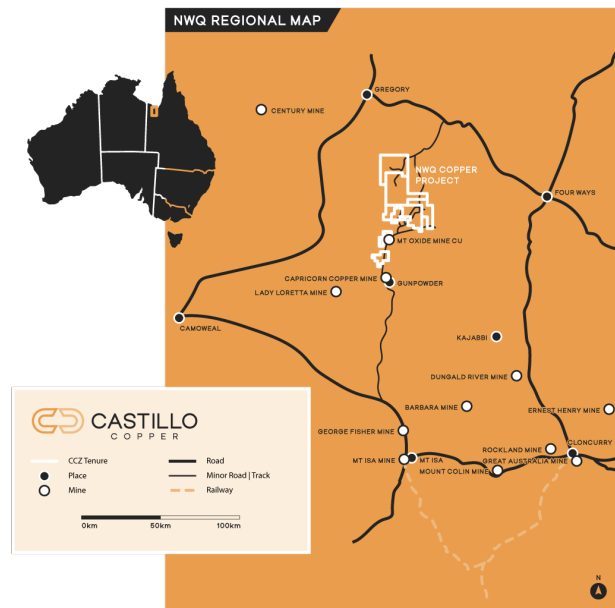 NWQ REGIONAL MAP
GREGORY
CENTURY MINE
NWQ COPPER
PROJECT
FOUR WAYS
MT OXIDE MINE CU
CAPRICORN COPPER MINE
GUNPOWDER
LADY LORETTA MINE
CAMOWEAL
KAJABBI
DUNGALD RIVER MINE
BARBARA MINE
ERNEST HENRY MINE
GEORGE FISHER MINE
CLONCURRY
ROCKLAND MINE
GREAT AUSTRALIA MINE
MT ISA MINE
MT ISA
MOUNT COLIN MINE
CASTILLO
COPPER
CCZ Tenure
Road
Place
Minor Road | Track
Mine
Railway
0km
50km
100km
N